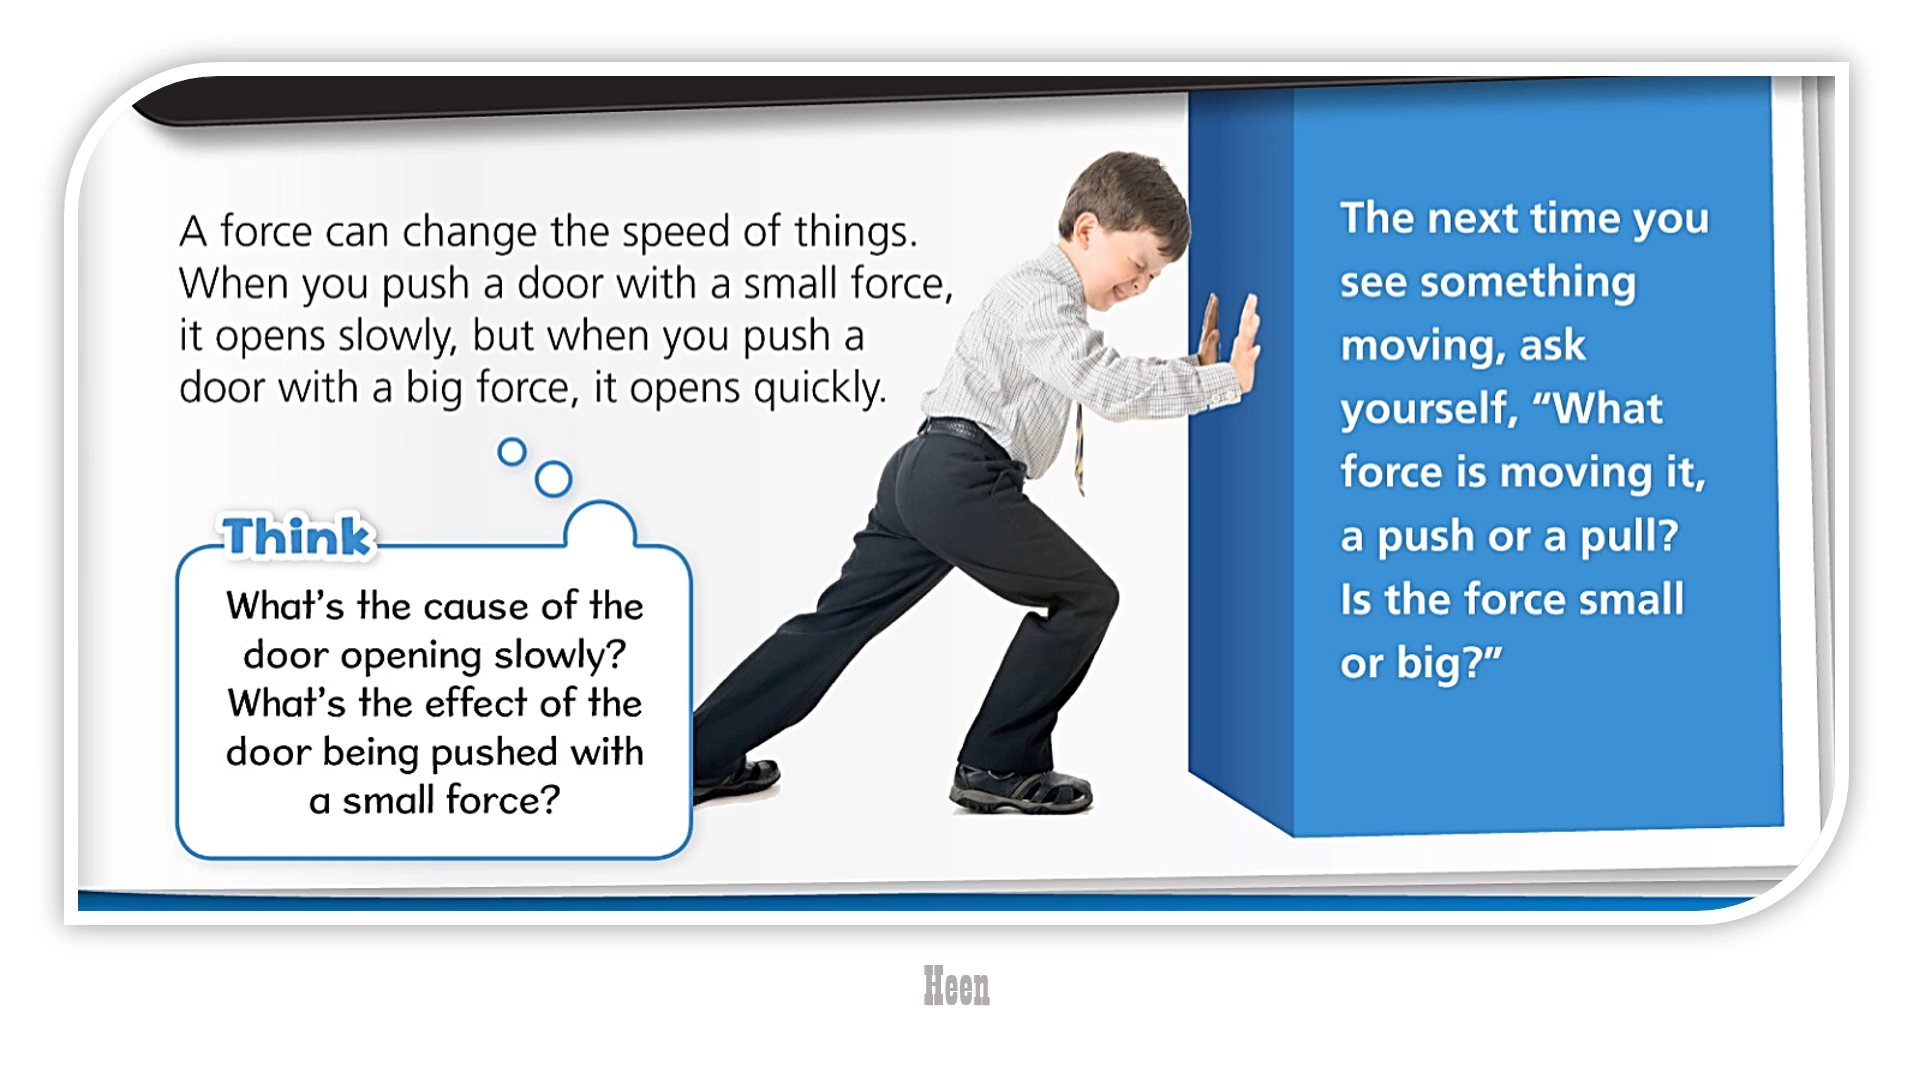 A force can change the speed of things.
When you push a door with a small force,
it opens slowly, but when you push a
door with a big force, it opens quickly.
Think
What's the cause of the
door opening slowly?
What's the effect of the
door being pushed with
a small force?
The next time you
see something
moving, ask
yourself, “What
force is moving it,
a push or a pull?
Is the force small
or big?”
Heen